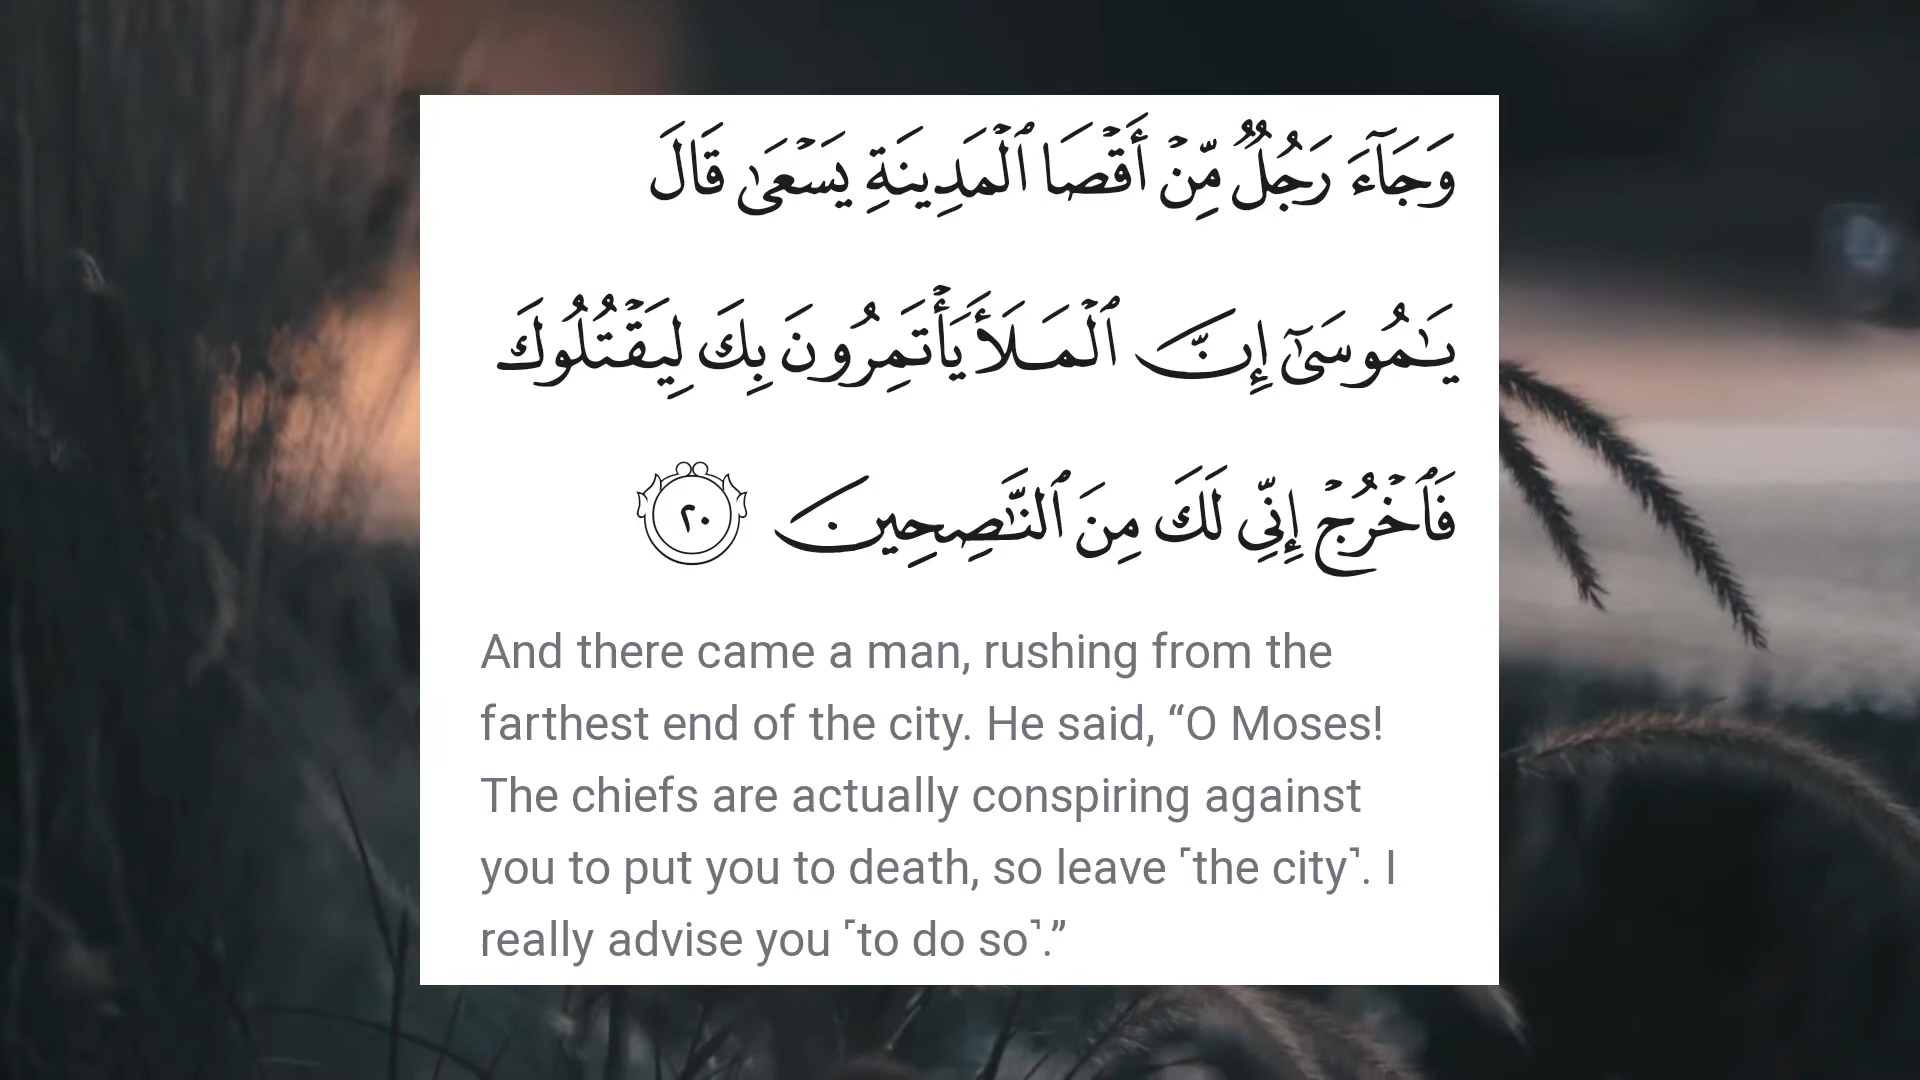 وَجَآءَ رَجُلٌ مِّنْ أَقْصَا ٱلْمَدِينَةِ يَسْعَىٰ قَالَ
يَـٰمُوسَىٰٓ إِنَّ ٱلْمَلَأَ يَأْتَمِرُونَ بِكَ لِيَقْتُلُوكَ
فَٱخْرُجْ إِنِّى لَكَ مِنَ ٱلنَّـٰصِحِينَ ٢٠
And there came a man, rushing from the
farthest end of the city. He said, “O Moses!
The chiefs are actually conspiring against
you to put you to death, so leave ˹the city˺. I
really advise you ˹to do so˺.”